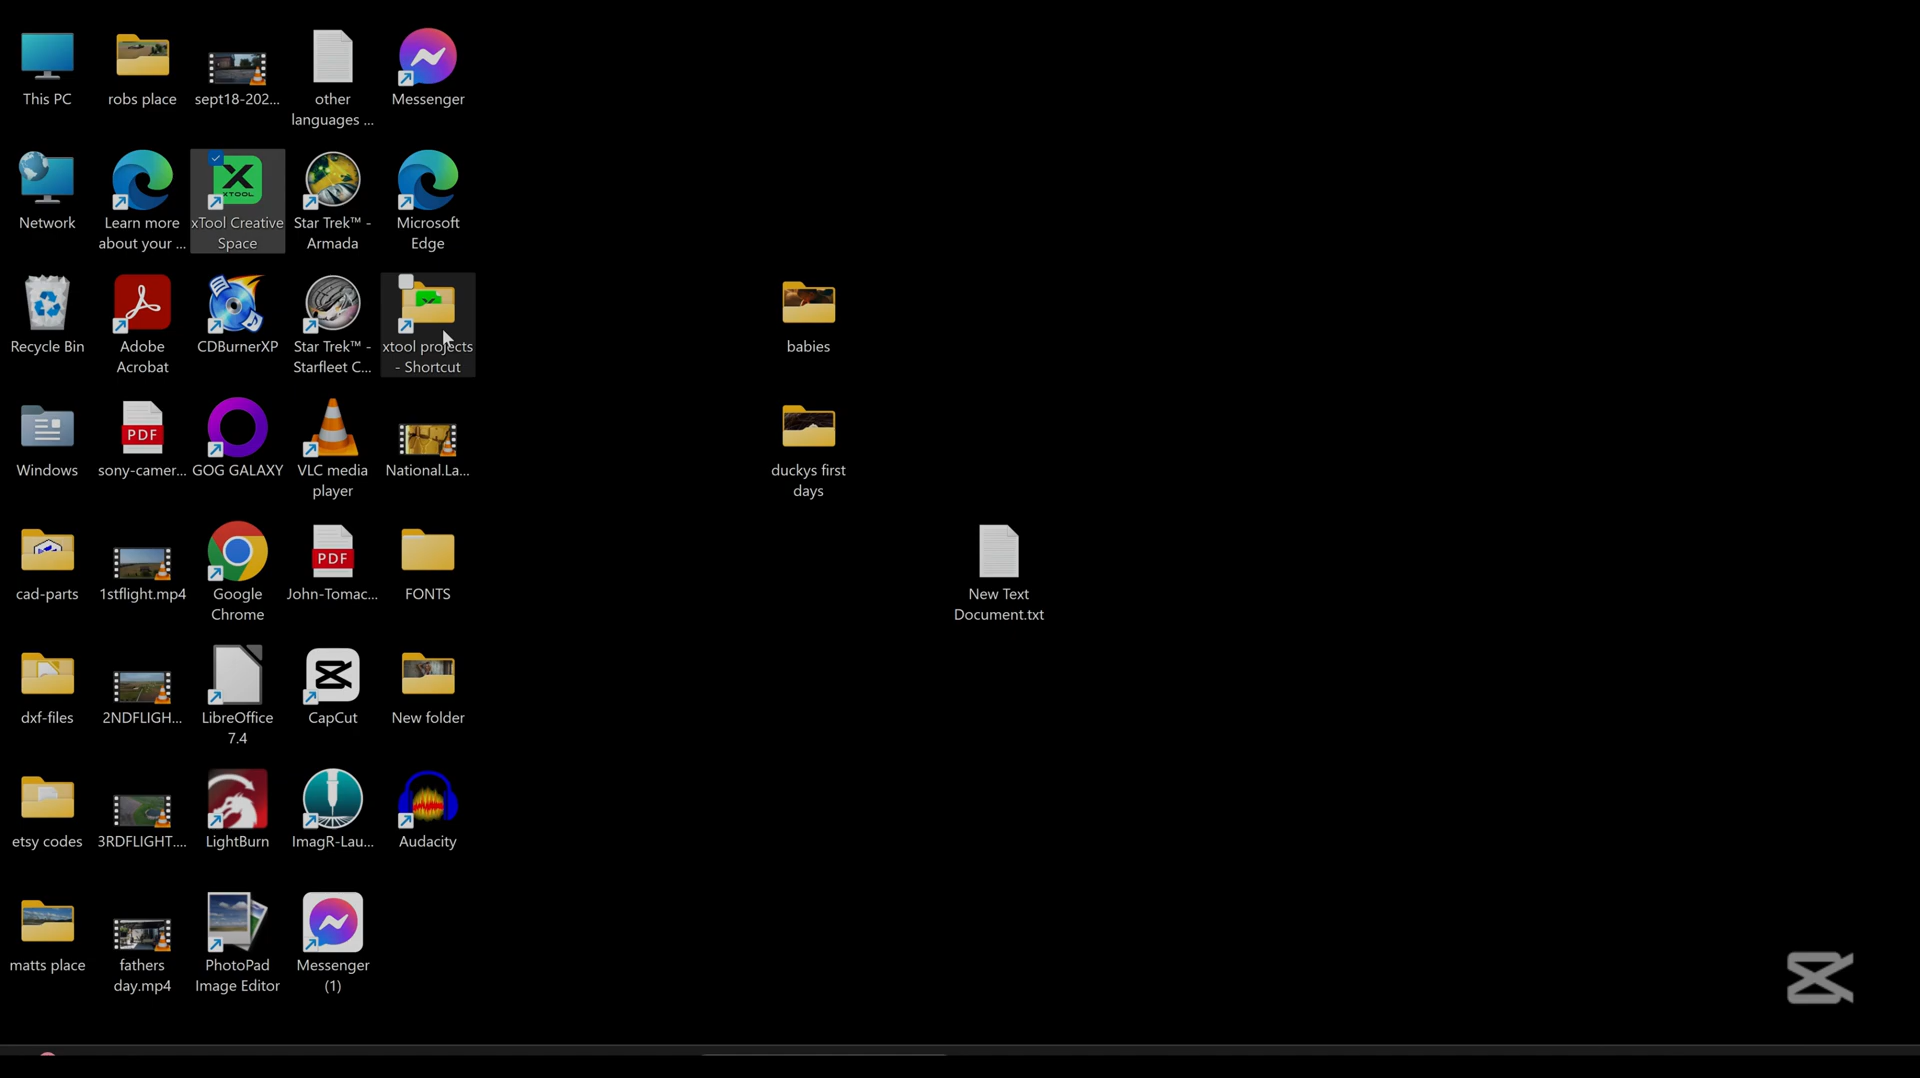 This PC
robs place
sept18-202...
other
languages ...
Messenger
Network
Learn more
about your ...
XTOOL
xTool Creative
Space
Star Trek™ -
Armada
Microsoft
Edge
Recycle Bin
Adobe
Acrobat
CDBurnerXP
Star Trek™ -
Starfleet C...
xtool projects
- Shortcut
babies
Windows
PDF
sony-camer...
GOG GALAXY
VLC media
player
National.La...
duckys first
days
cad-parts
1stflight.mp4
Google
Chrome
PDF
John-Tomac...
FONTS
New Text
Document.txt
dxf-files
2NDFLIGH...
LibreOffice
7.4
CapCut
New folder
etsy codes
3RDFLIGHT....
LightBurn
ImagR-Lau...
Audacity
matts place
fathers
day.mp4
PhotoPad
Image Editor
Messenger
(1)